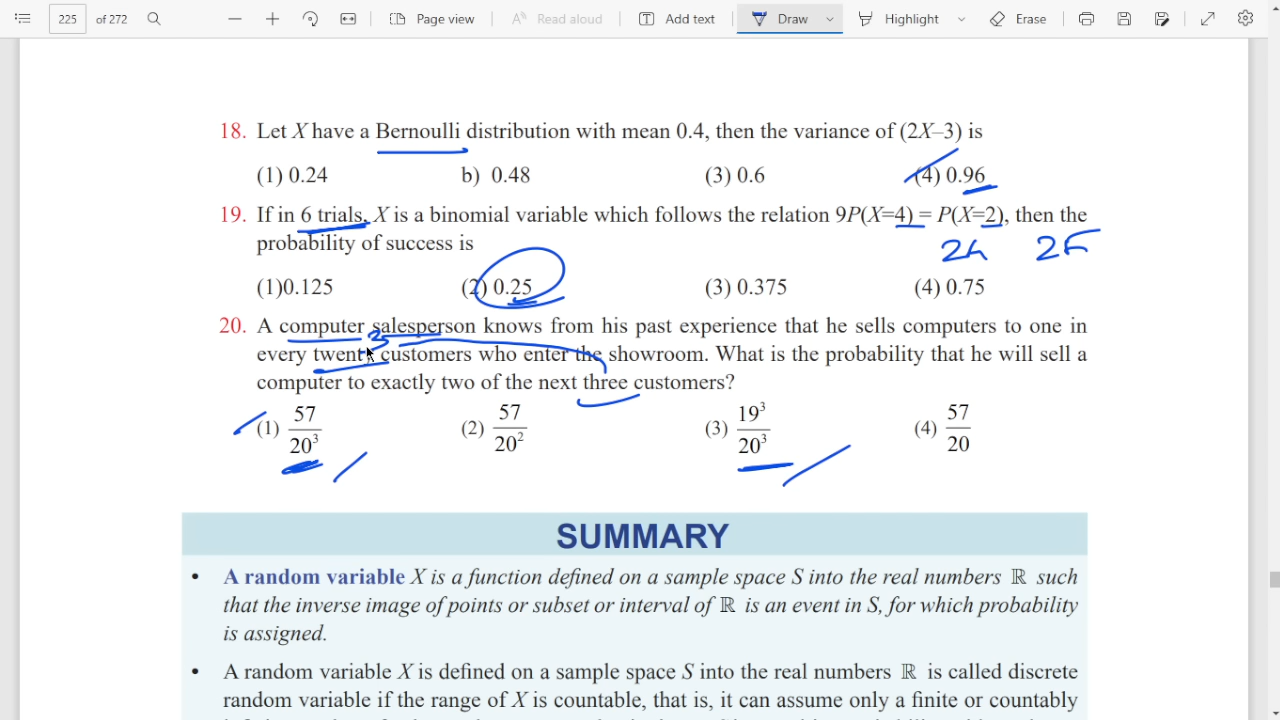 225 of 272 Page view Read aloud Add text Draw Highlight Erase
18. Let X have a Bernoulli distribution with mean 0.4, then the variance of (2X–3) is
(1) 0.24 b) 0.48 (3) 0.6 (4) 0.96
19. If in 6 trials, X is a binomial variable which follows the relation 9P(X=4) = P(X=2), then the
probability of success is
(1)0.125 (2) 0.25 (3) 0.375 (4) 0.75
20. A computer salesperson knows from his past experience that he sells computers to one in
every twenty customers who enter the showroom. What is the probability that he will sell a
computer to exactly two of the next three customers?
(1) 57/20³ (2) 57/20² (3) 19³/20³ (4) 57/20
SUMMARY
• A random variable X is a function defined on a sample space S into the real numbers ℝ such
that the inverse image of points or subset or interval of ℝ is an event in S, for which probability
is assigned.
• A random variable X is defined on a sample space S into the real numbers ℝ is called discrete
random variable if the range of X is countable, that is, it can assume only a finite or countably